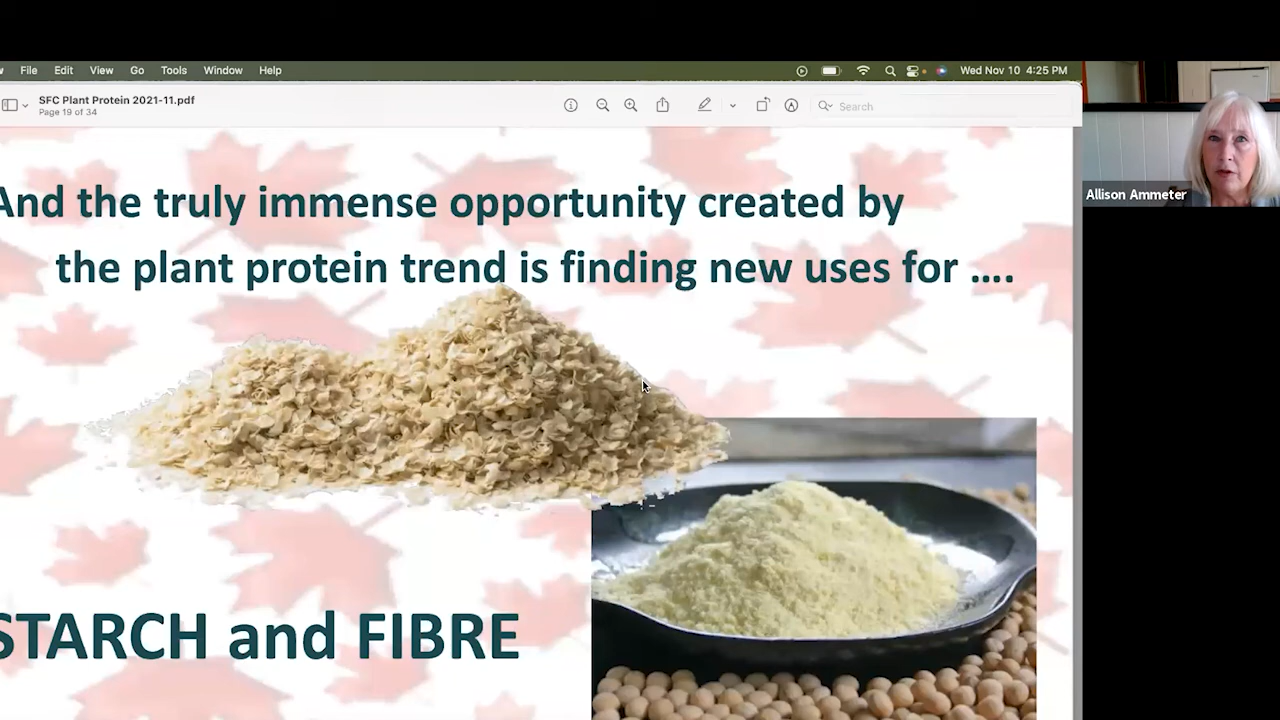 File Edit View Go Tools Window Help
Wed Nov 10 4:25 PM
SFC Plant Protein 2021-11.pdf
Page 19 of 34
Search
And the truly immense opportunity created by
the plant protein trend is finding new uses for ....
STARCH and FIBRE
Allison Ammeter